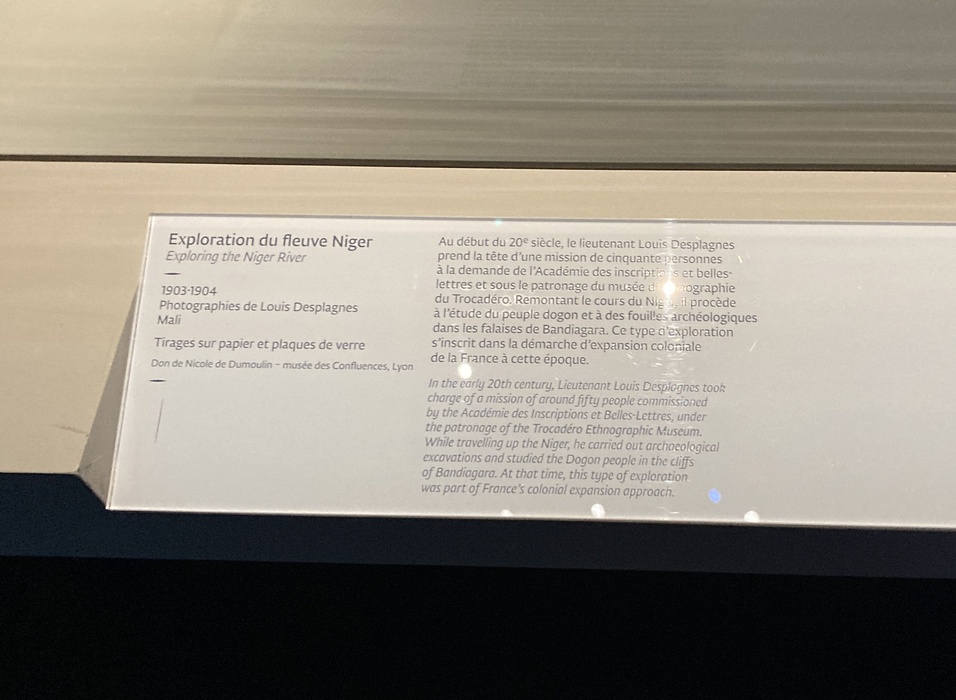 Exploration du fleuve Niger
Exploring the Niger River
1903-1904
Photographies de Louis Desplagnes
Mali
Tirages sur papier et plaques de verre
Don de Nicole de Dumoulin – musée des Confluences, Lyon
Au début du 20e siècle, le lieutenant Louis Desplagnes
prend la tête d'une mission de cinquante personnes
à la demande de l'Académie des inscriptions et belles-
lettres et sous le patronage du musée
du Trocadéro. Remontant le cours du Niger, il procède
à l'étude du peuple dogon et à des fouilles archéologiques
dans les falaises de Bandiagara. Ce type d'exploration
s'inscrit dans la démarche d'expansion coloniale
de la France à cette époque.
In the early 20th century, Lieutenant Louis Desplagnes took
charge of a mission of around fifty people commissioned
by the Académie des Inscriptions et Belles-Lettres, under
the patronage of the Trocadéro Ethnographic Museum.
While travelling up the Niger, he carried out archaeological
excavations and studied the Dogon people in the cliffs
of Bandiagara. At that time, this type of exploration
was part of France's colonial expansion approach.